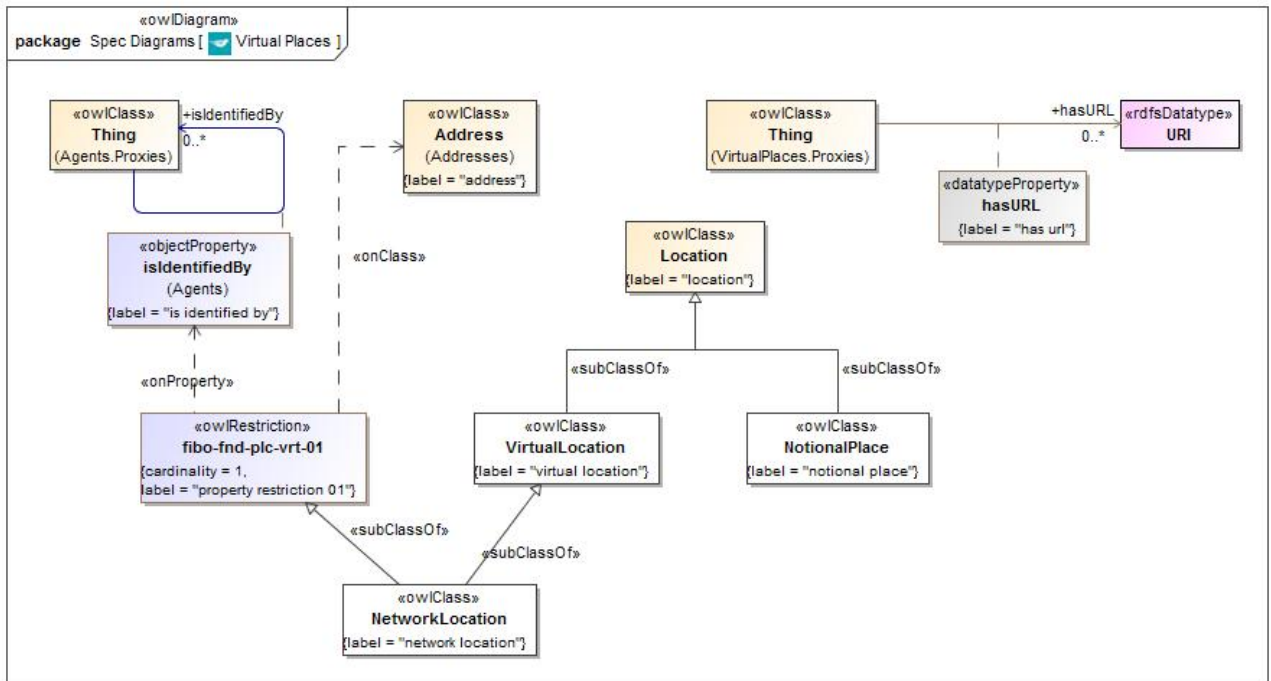 «owlDiagram»
package Spec Diagrams [ Virtual Places ]
«owlClass»
Thing
(Agents.Proxies)
+isIdentifiedBy
0..*
«owlClass»
Address
(Addresses)
{label = "address"}
«owlClass»
Thing
(VirtualPlaces.Proxies)
+hasURL
0..*
«rdfsDatatype»
URI
«datatypeProperty»
hasURL
{label = "has url"}
«objectProperty»
isIdentifiedBy
(Agents)
{label = "is identified by"}
«onClass»
«owlClass»
Location
{label = "location"}
«onProperty»
«subClassOf»
«subClassOf»
«owlRestriction»
fibo-fnd-plc-vrt-01
{cardinality = 1,
label = "property restriction 01"}
«owlClass»
VirtualLocation
{label = "virtual location"}
«owlClass»
NotionalPlace
{label = "notional place"}
«subClassOf»
«subClassOf»
«owlClass»
NetworkLocation
{label = "network location"}